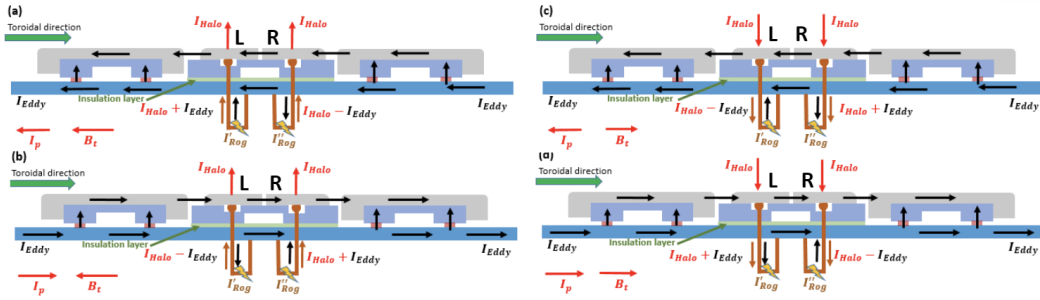 (a)
I_Halo I_Halo
Toroidal direction
L R
I_Eddy Insulation layer I_Halo + I_Eddy I_Halo − I_Eddy I_Eddy
I'_Rog I''_Rog
I_p B_t
(b)
I_Halo I_Halo
Toroidal direction
L R
I_Eddy Insulation layer I_Halo − I_Eddy I_Halo + I_Eddy I_Eddy
I'_Rog I''_Rog
I_p B_t
(c)
I_Halo I_Halo
Toroidal direction
L R
I_Eddy Insulation layer I_Halo − I_Eddy I_Halo + I_Eddy I_Eddy
I'_Rog I''_Rog
I_p B_t
(d)
I_Halo I_Halo
Toroidal direction
L R
I_Eddy Insulation layer I_Halo + I_Eddy I_Halo − I_Eddy I_Eddy
I'_Rog I''_Rog
I_p B_t